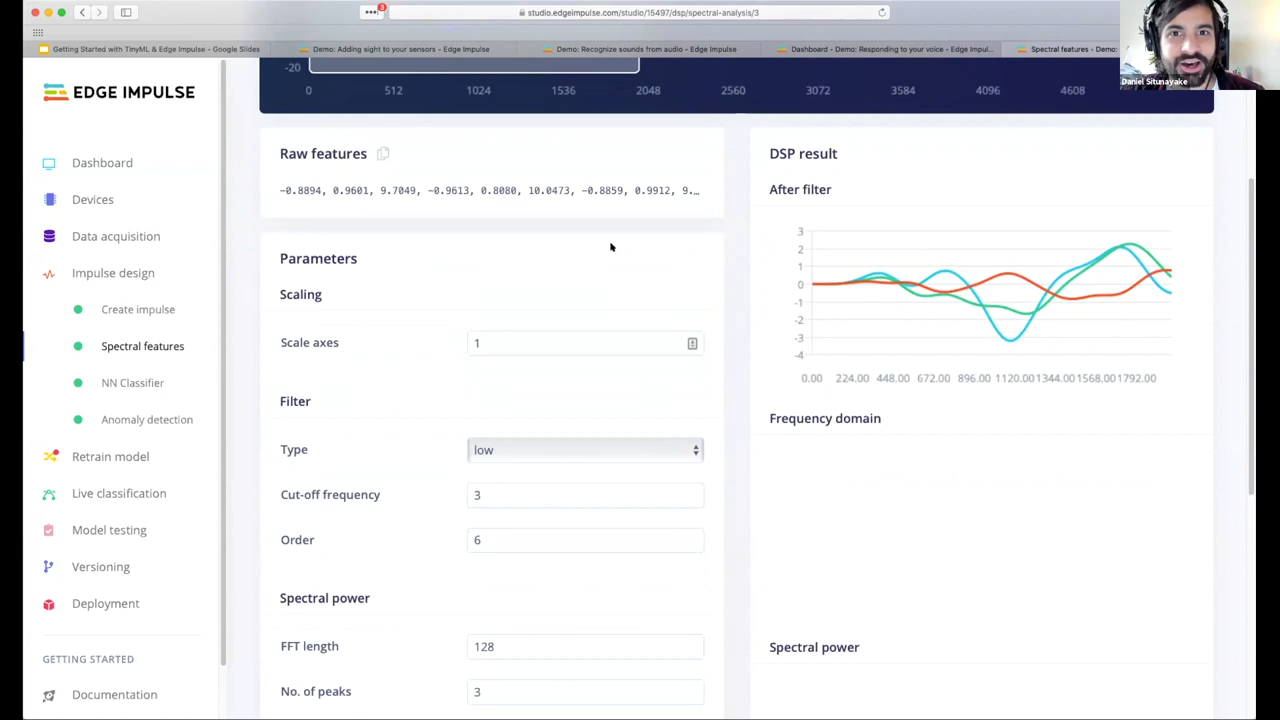 3
studio.edgeimpulse.com/studio/15497/dsp/spectral-analysis/3
Getting Started with TinyML & Edge Impulse - Google Slides
Demo: Adding sight to your sensors - Edge Impulse
Demo: Recognize sounds from audio - Edge Impulse
Dashboard - Demo: Responding to your voice - Edge Impul...
Spectral features - Demo:
Daniel Situnayake
EDGE IMPULSE
Dashboard
Devices
Data acquisition
Impulse design
Create impulse
Spectral features
NN Classifier
Anomaly detection
Retrain model
Live classification
Model testing
Versioning
Deployment
GETTING STARTED
Documentation
-20
0 512 1024 1536 2048 2560 3072 3584 4096 4608
Raw features
-0.8894, 0.9601, 9.7049, -0.9613, 0.8080, 10.0473, -0.8859, 0.9912, 9.…
Parameters
Scaling
Scale axes 1
Filter
Type low
Cut-off frequency 3
Order 6
Spectral power
FFT length 128
No. of peaks 3
DSP result
After filter
3
2
1
0
-1
-2
-3
-4
0.00 224.00 448.00 672.00 896.00 1120.00 1344.00 1568.00 1792.00
Frequency domain
Spectral power